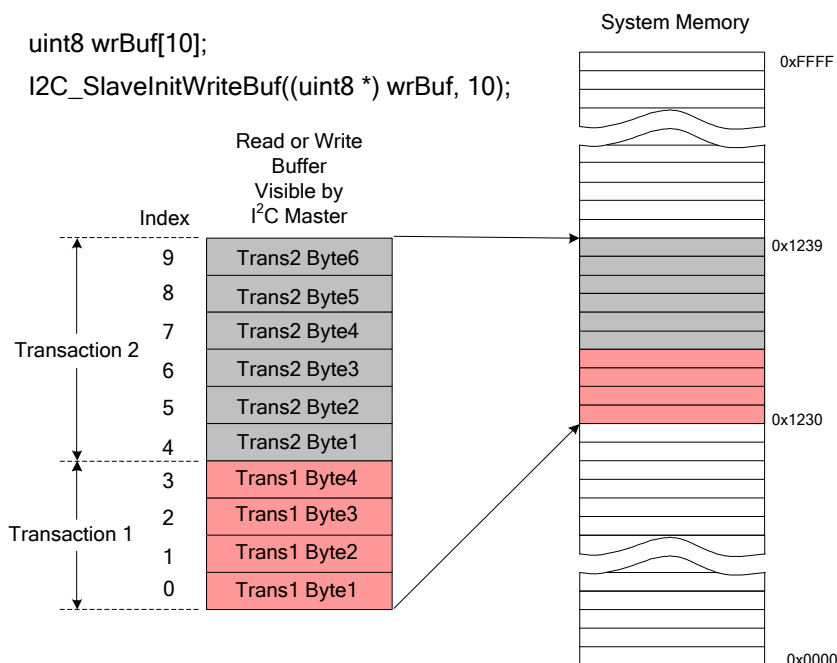 uint8 wrBuf[10];
I2C_SlaveInitWriteBuf((uint8 *) wrBuf, 10);
System Memory
0xFFFF
Read or Write
Buffer
Visible by
I²C Master
Index
9 Trans2 Byte6
8 Trans2 Byte5
7 Trans2 Byte4
Transaction 2
6 Trans2 Byte3
5 Trans2 Byte2
4 Trans2 Byte1
3 Trans1 Byte4
2 Trans1 Byte3
Transaction 1
1 Trans1 Byte2
0 Trans1 Byte1
0x1239
0x1230
0x0000